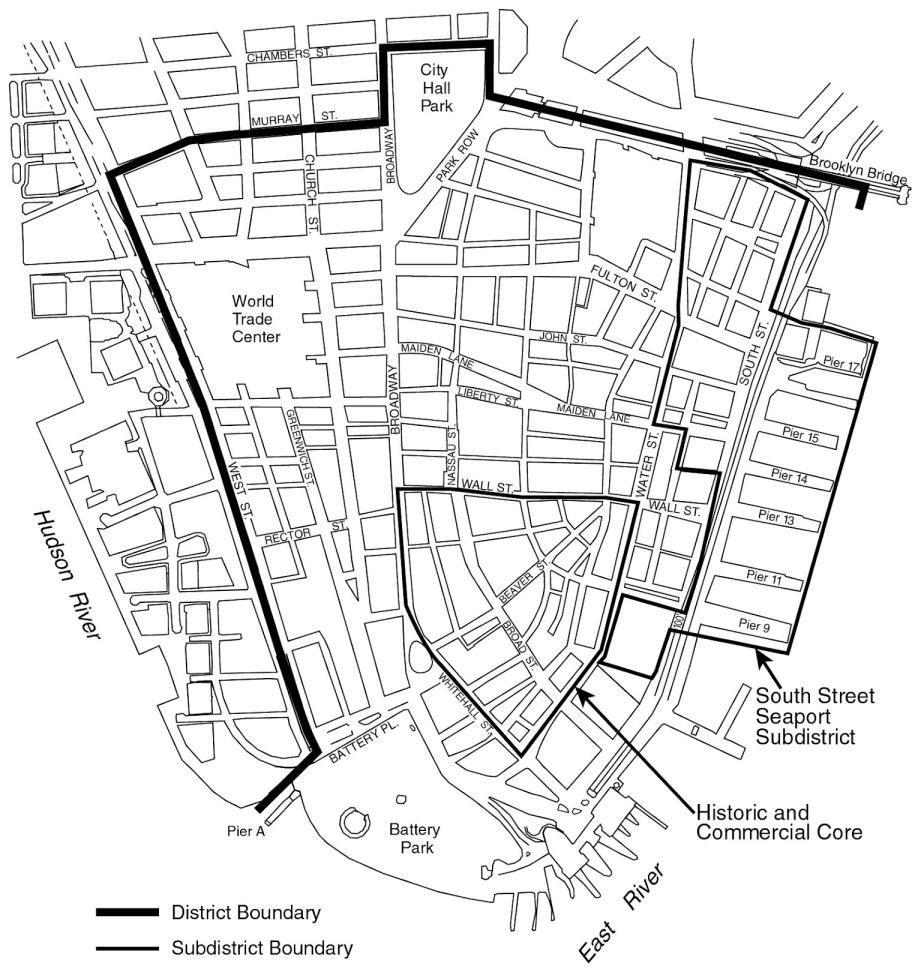 CHAMBERS ST.
City
Hall
Park
MURRAY ST.
BROADWAY
PARK ROW
CHURCH ST.
Brooklyn Bridge
FULTON ST.
World
Trade
Center
JOHN ST.
SOUTH ST.
MAIDEN LANE
Pier 17
BROADWAY
LIBERTY ST.
MAIDEN LANE
GREENWICH ST.
NASSAU ST.
WATER ST.
Pier 15
WEST ST.
WALL ST.
WALL ST.
Pier 14
Pier 13
RECTOR ST.
Hudson River
BEAVER ST.
Pier 11
BROAD ST.
100'
Pier 9
WHITEHALL ST.
South Street
Seaport
Subdistrict
BATTERY PL.
Historic and
Commercial Core
Pier A
Battery
Park
East River
District Boundary
Subdistrict Boundary